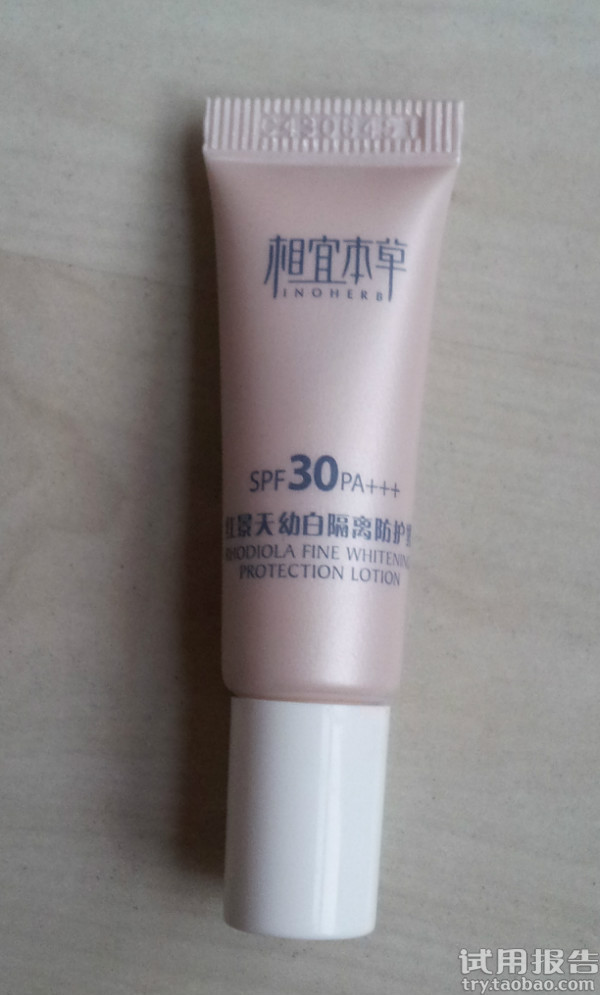 相宜本草
INOHERB
SPF30PA+++
红景天幼白隔离防护
RHODIOLA FINE WHITENING
PROTECTION LOTION
试用报告
try.taobao.com